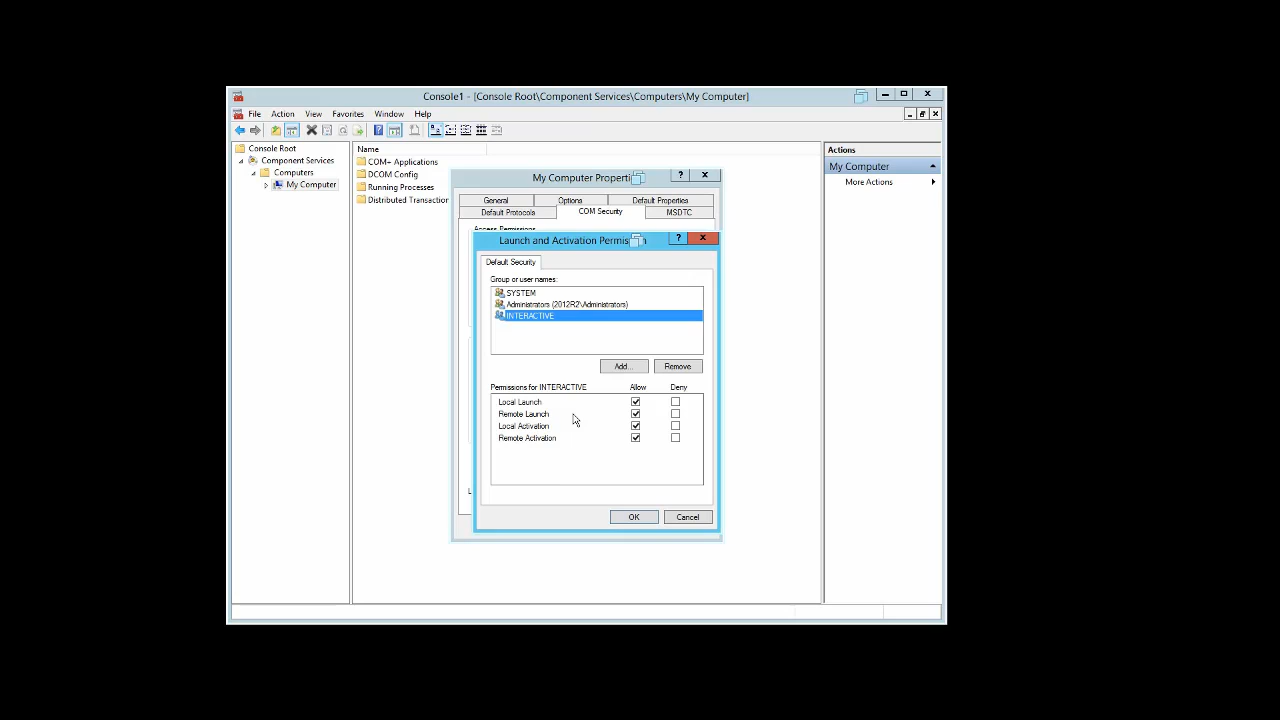 Console1 - [Console Root\Component Services\Computers\My Computer]
File Action View Favorites Window Help
Console Root
Component Services
Computers
My Computer
Name
COM+ Applications
DCOM Config
Running Processes
Distributed Transaction
Actions
My Computer
More Actions
My Computer Properti
General Options Default Properties
Default Protocols COM Security MSDTC
Access Permissions
Launch and Activation Permis
Default Security
Group or user names:
SYSTEM
Administrators (2012R2\Administrators)
INTERACTIVE
Add... Remove
Permissions for INTERACTIVE Allow Deny
Local Launch
Remote Launch
Local Activation
Remote Activation
OK Cancel